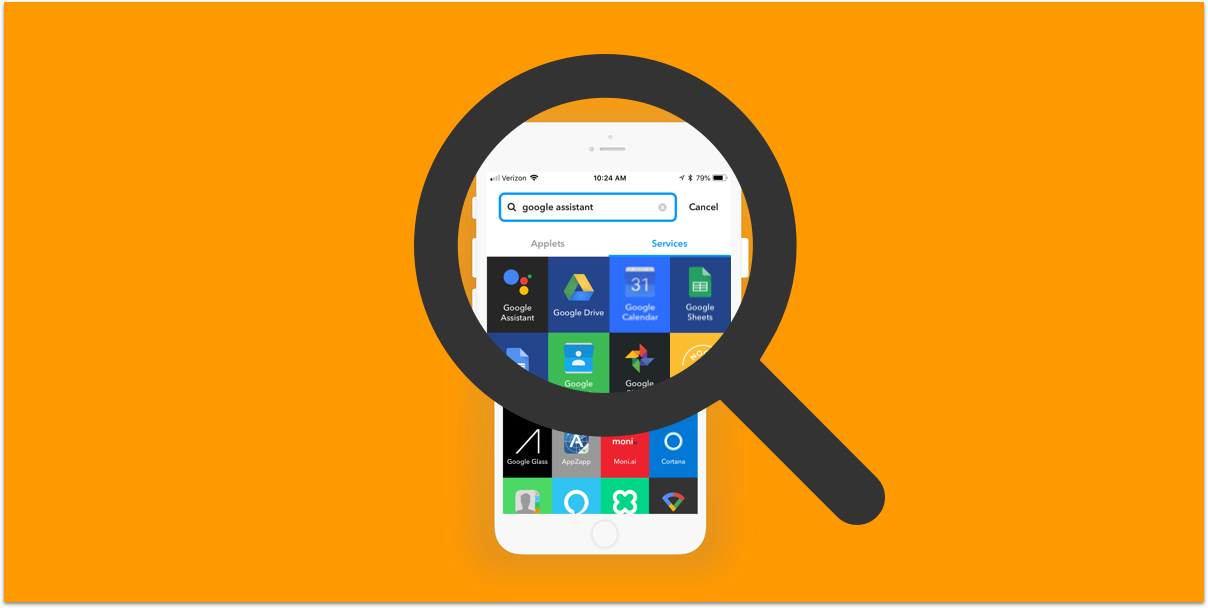 Verizon 10:24 AM 79%
google assistant Cancel
Applets Services
Google Assistant
Google Drive
31
Google Calendar
Google Sheets
Google
Google
Google Glass
AppZapp
moni.
Moni.ai
Cortana